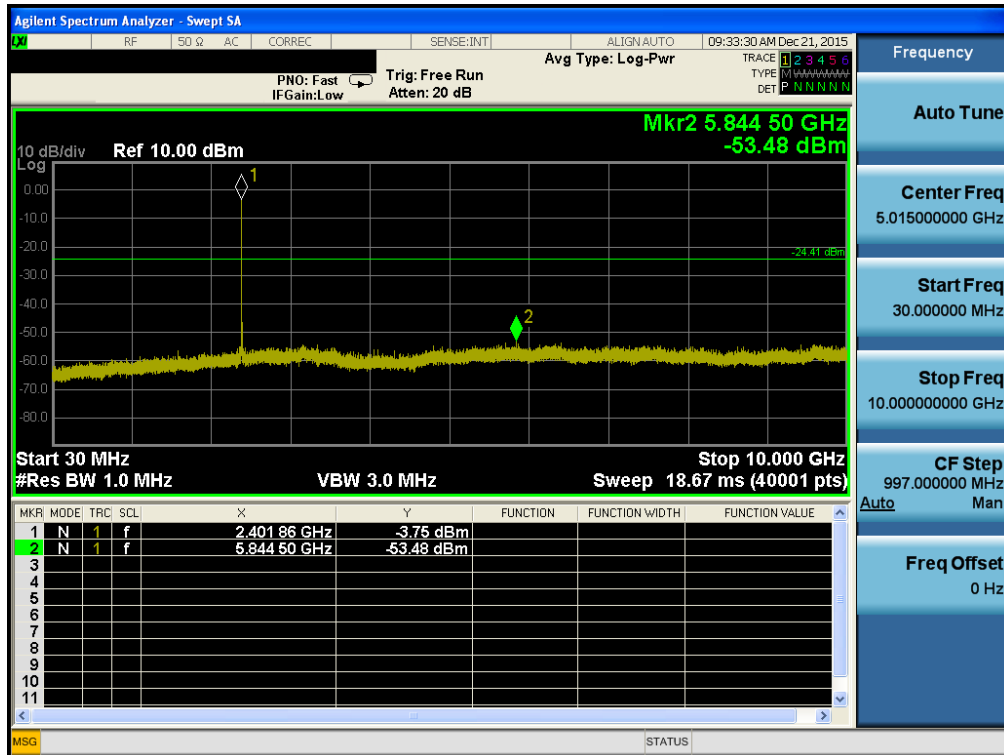 Agilent Spectrum Analyzer - Swept SA
LXI RF 50 Ω AC CORREC SENSE:INT ALIGN AUTO 09:33:30 AM Dec 21, 2015
Frequency
Avg Type: Log-Pwr
TRACE 1 2 3 4 5 6
TYPE M WWWWW
DET P N N N N N
PNO: Fast
IFGain:Low
Trig: Free Run
Atten: 20 dB
Mkr2 5.844 50 GHz
-53.48 dBm
10 dB/div Ref 10.00 dBm
Log
1
0.00
-10.0
-20.0
-24.41 dBm
-30.0
-40.0
2
-50.0
-60.0
-70.0
-80.0
Start 30 MHz Stop 10.000 GHz
#Res BW 1.0 MHz VBW 3.0 MHz Sweep 18.67 ms (40001 pts)
MKR MODE TRC SCL X Y FUNCTION FUNCTION WIDTH FUNCTION VALUE
1 N 1 f 2.401 86 GHz -3.75 dBm
2 N 1 f 5.844 50 GHz -53.48 dBm
3
4
5
6
7
8
9
10
11
MSG STATUS
Auto Tune
Center Freq
5.015000000 GHz
Start Freq
30.000000 MHz
Stop Freq
10.000000000 GHz
CF Step
997.000000 MHz
Auto Man
Freq Offset
0 Hz